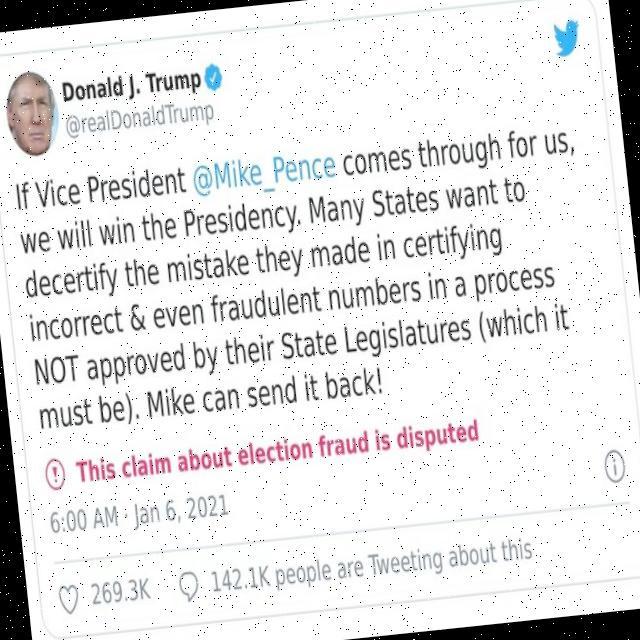 Donald J. Trump
@realDonaldTrump
If Vice President @Mike_Pence comes through for us,
we will win the Presidency. Many States want to
decertify the mistake they made in certifying
incorrect & even fraudulent numbers in a process
NOT approved by their State Legislatures (which it
must be). Mike can send it back!
This claim about election fraud is disputed
6:00 AM · Jan 6, 2021
269.3K 142.1K people are Tweeting about this